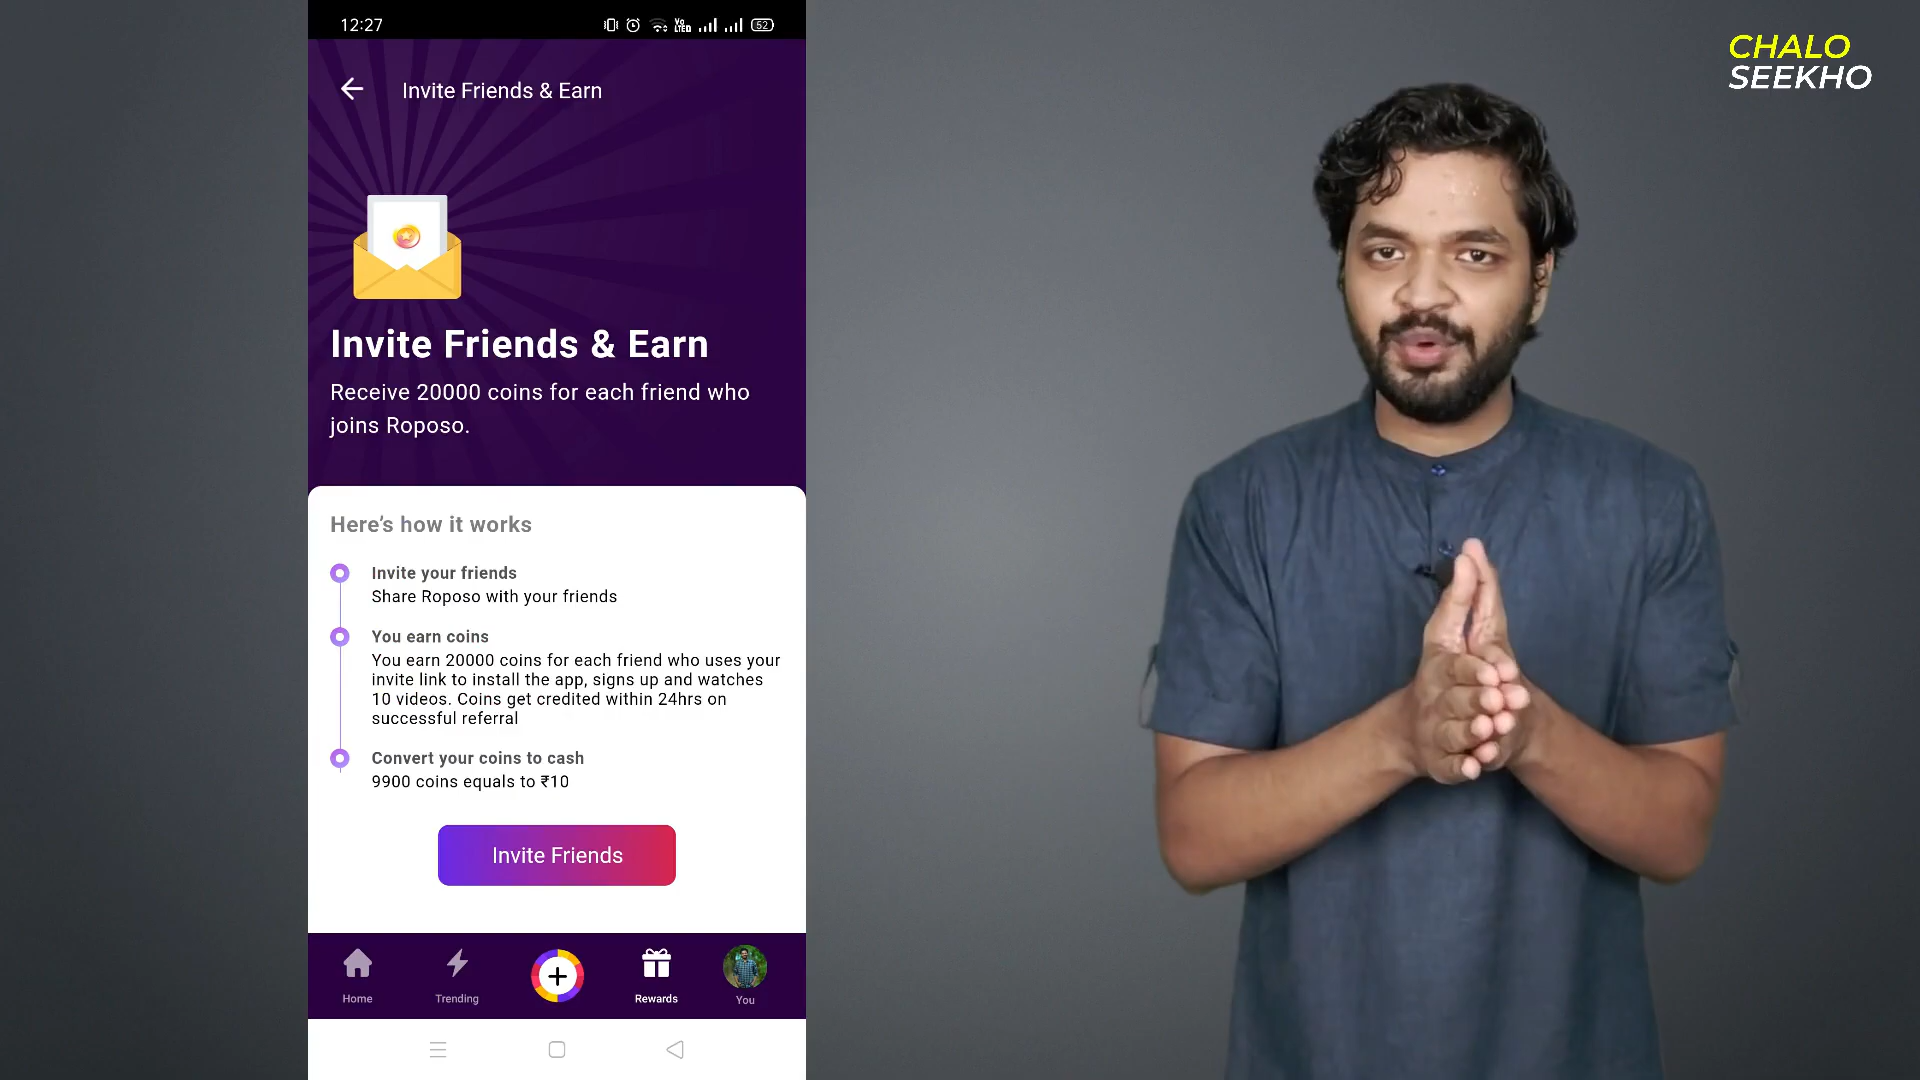 12:27
Vo
LTED
52
CHALO
SEEKHO
Invite Friends & Earn
Invite Friends & Earn
Receive 20000 coins for each friend who
joins Roposo.
Here's how it works
Invite your friends
Share Roposo with your friends
You earn coins
You earn 20000 coins for each friend who uses your
invite link to install the app, signs up and watches
10 videos. Coins get credited within 24hrs on
successful referral
Convert your coins to cash
9900 coins equals to ₹10
Invite Friends
Home
Trending
Rewards
You